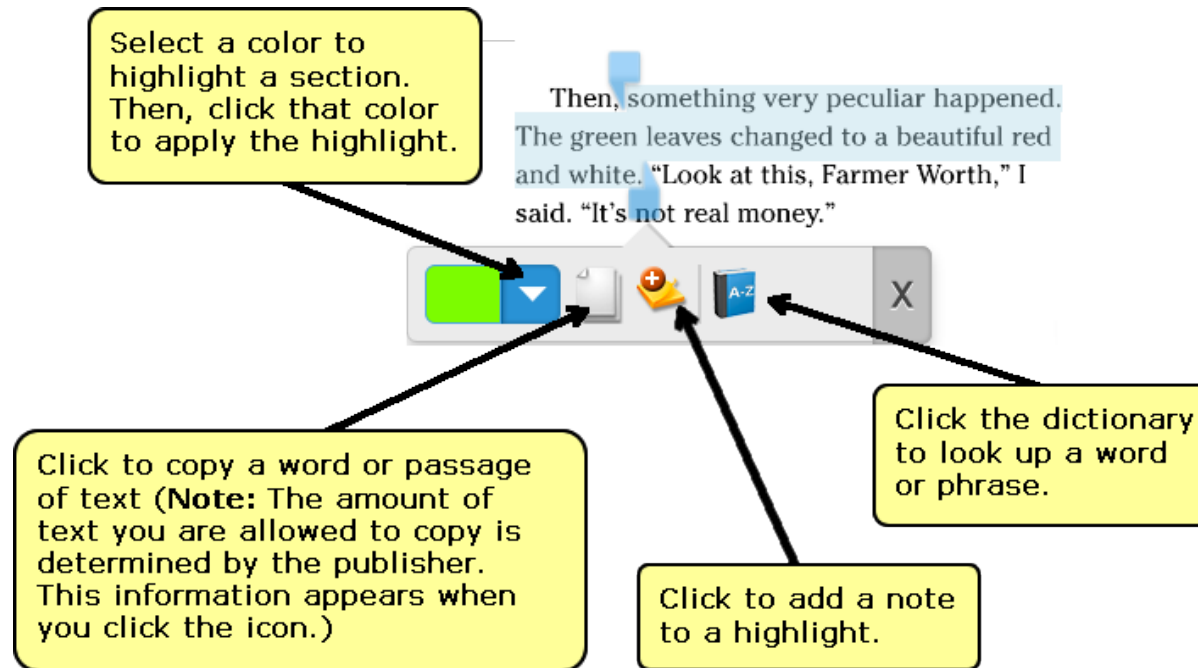 Select a color to
highlight a section.
Then, click that color
to apply the highlight.
Then, something very peculiar happened.
The green leaves changed to a beautiful red
and white. “Look at this, Farmer Worth,” I
said. “It’s not real money.”
A-Z
X
Click the dictionary
to look up a word
or phrase.
Click to copy a word or passage
of text (Note: The amount of
text you are allowed to copy is
determined by the publisher.
This information appears when
you click the icon.)
Click to add a note
to a highlight.